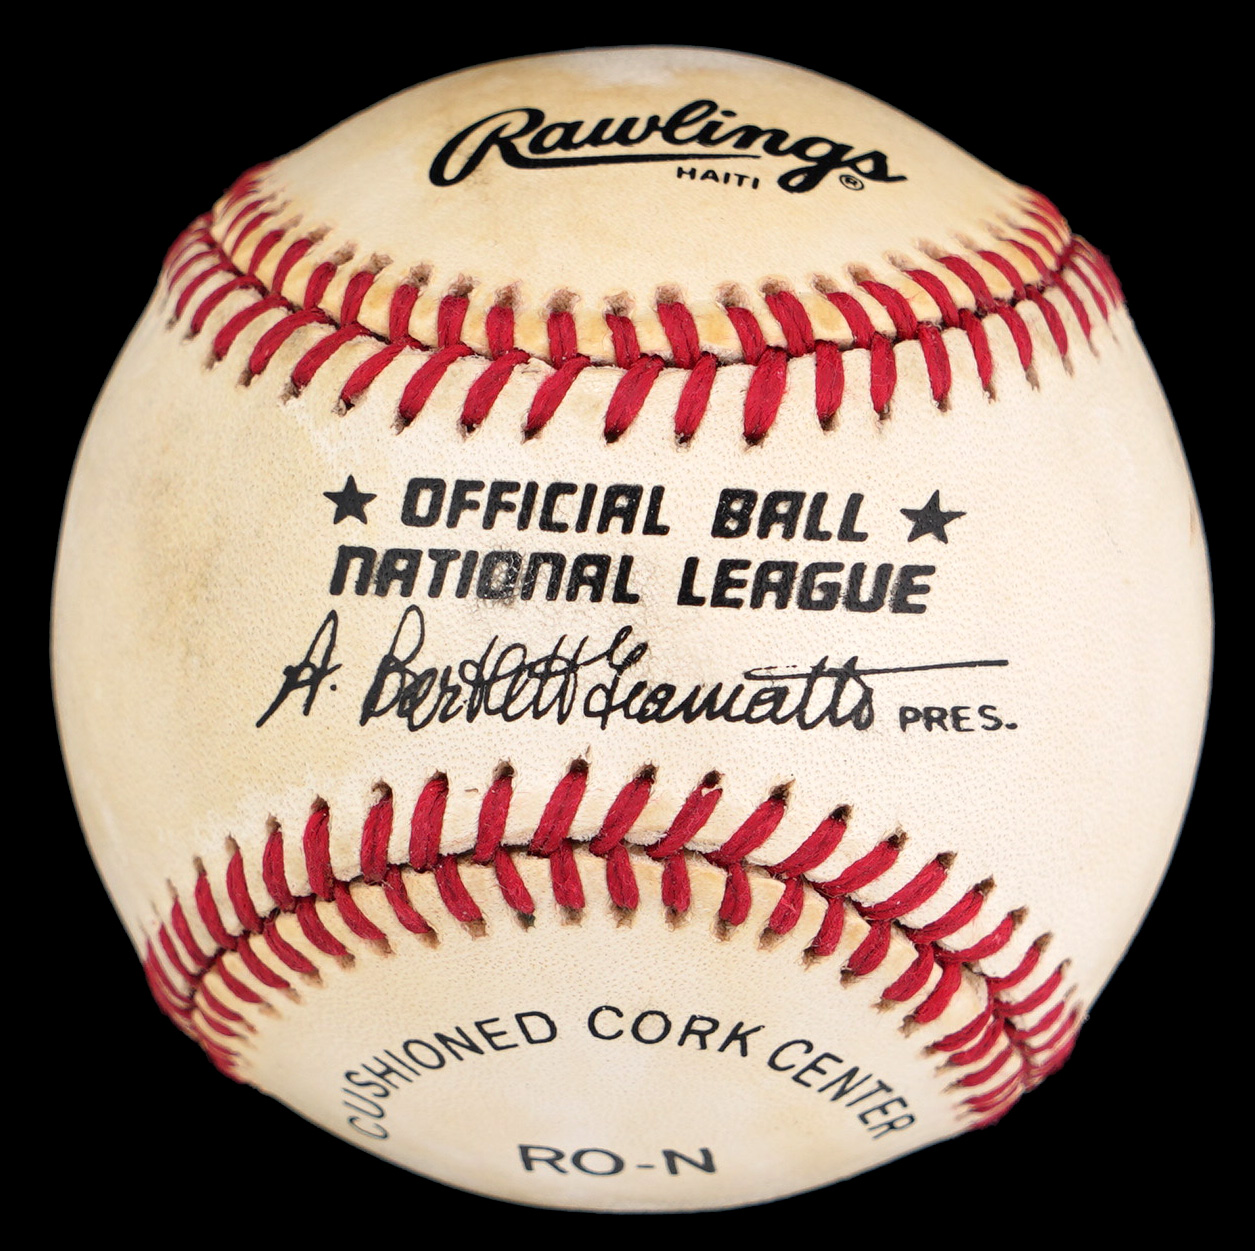 Rawlings
HAITI ®
★ OFFICIAL BALL ★
NATIONAL LEAGUE
A. Bartlett Giamatti PRES.
CUSHIONED CORK CENTER
RO-N